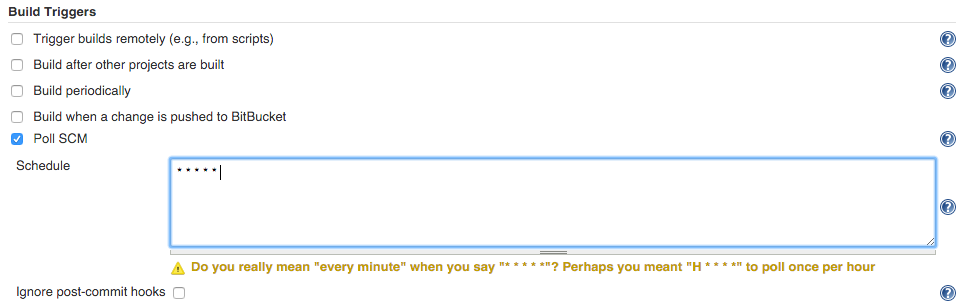 Build Triggers
Trigger builds remotely (e.g., from scripts)
Build after other projects are built
Build periodically
Build when a change is pushed to BitBucket
Poll SCM
Schedule
* * * * *
Do you really mean "every minute" when you say "* * * * *"? Perhaps you meant "H * * * *" to poll once per hour
Ignore post-commit hooks